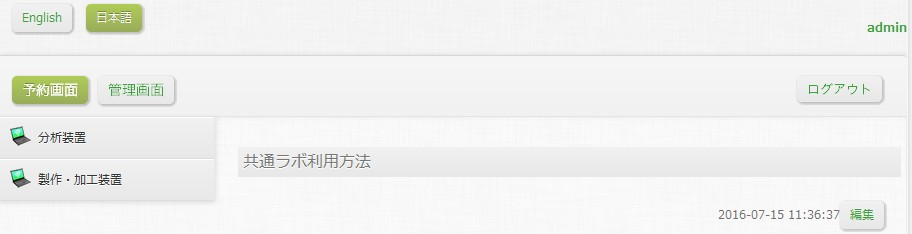 English 日本語
admin
予約画面 管理画面 ログアウト
分析装置
共通ラボ利用方法
製作・加工装置
2016-07-15 11:36:37 編集